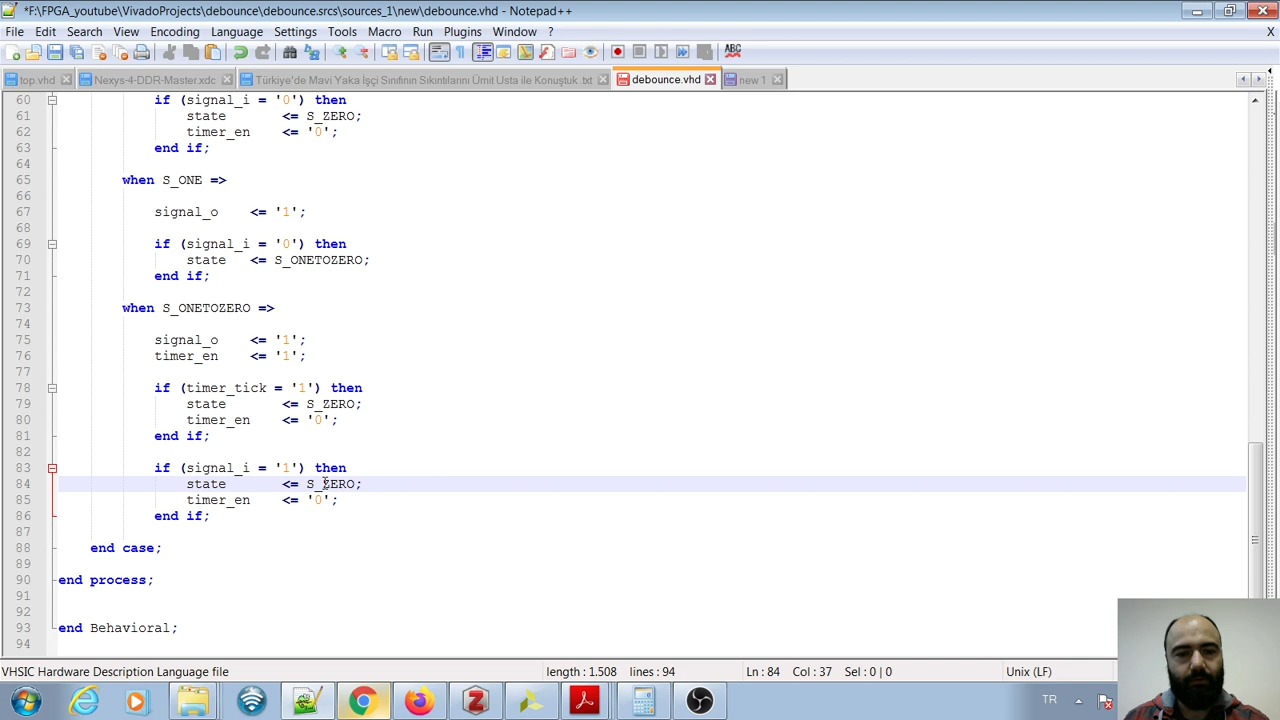 *F:\FPGA_youtube\VivadoProjects\debounce\debounce.srcs\sources_1\new\debounce.vhd - Notepad++
File Edit Search View Encoding Language Settings Tools Macro Run Plugins Window ? X
top.vhd Nexys-4-DDR-Master.xdc Türkiye'de Mavi Yaka İşçi Sınıfının Sıkıntılarını Ümit Usta ile Konuştuk.txt debounce.vhd new 1
60 if (signal_i = '0') then
61 state <= S_ZERO;
62 timer_en <= '0';
63 end if;
64
65 when S_ONE =>
66
67 signal_o <= '1';
68
69 if (signal_i = '0') then
70 state <= S_ONETOZERO;
71 end if;
72
73 when S_ONETOZERO =>
74
75 signal_o <= '1';
76 timer_en <= '1';
77
78 if (timer_tick = '1') then
79 state <= S_ZERO;
80 timer_en <= '0';
81 end if;
82
83 if (signal_i = '1') then
84 state <= S_ZERO;
85 timer_en <= '0';
86 end if;
87
88 end case;
89
90 end process;
91
92
93 end Behavioral;
94
VHSIC Hardware Description Language file length : 1.508 lines : 94 Ln : 84 Col : 37 Sel : 0 | 0 Unix (LF)
TR